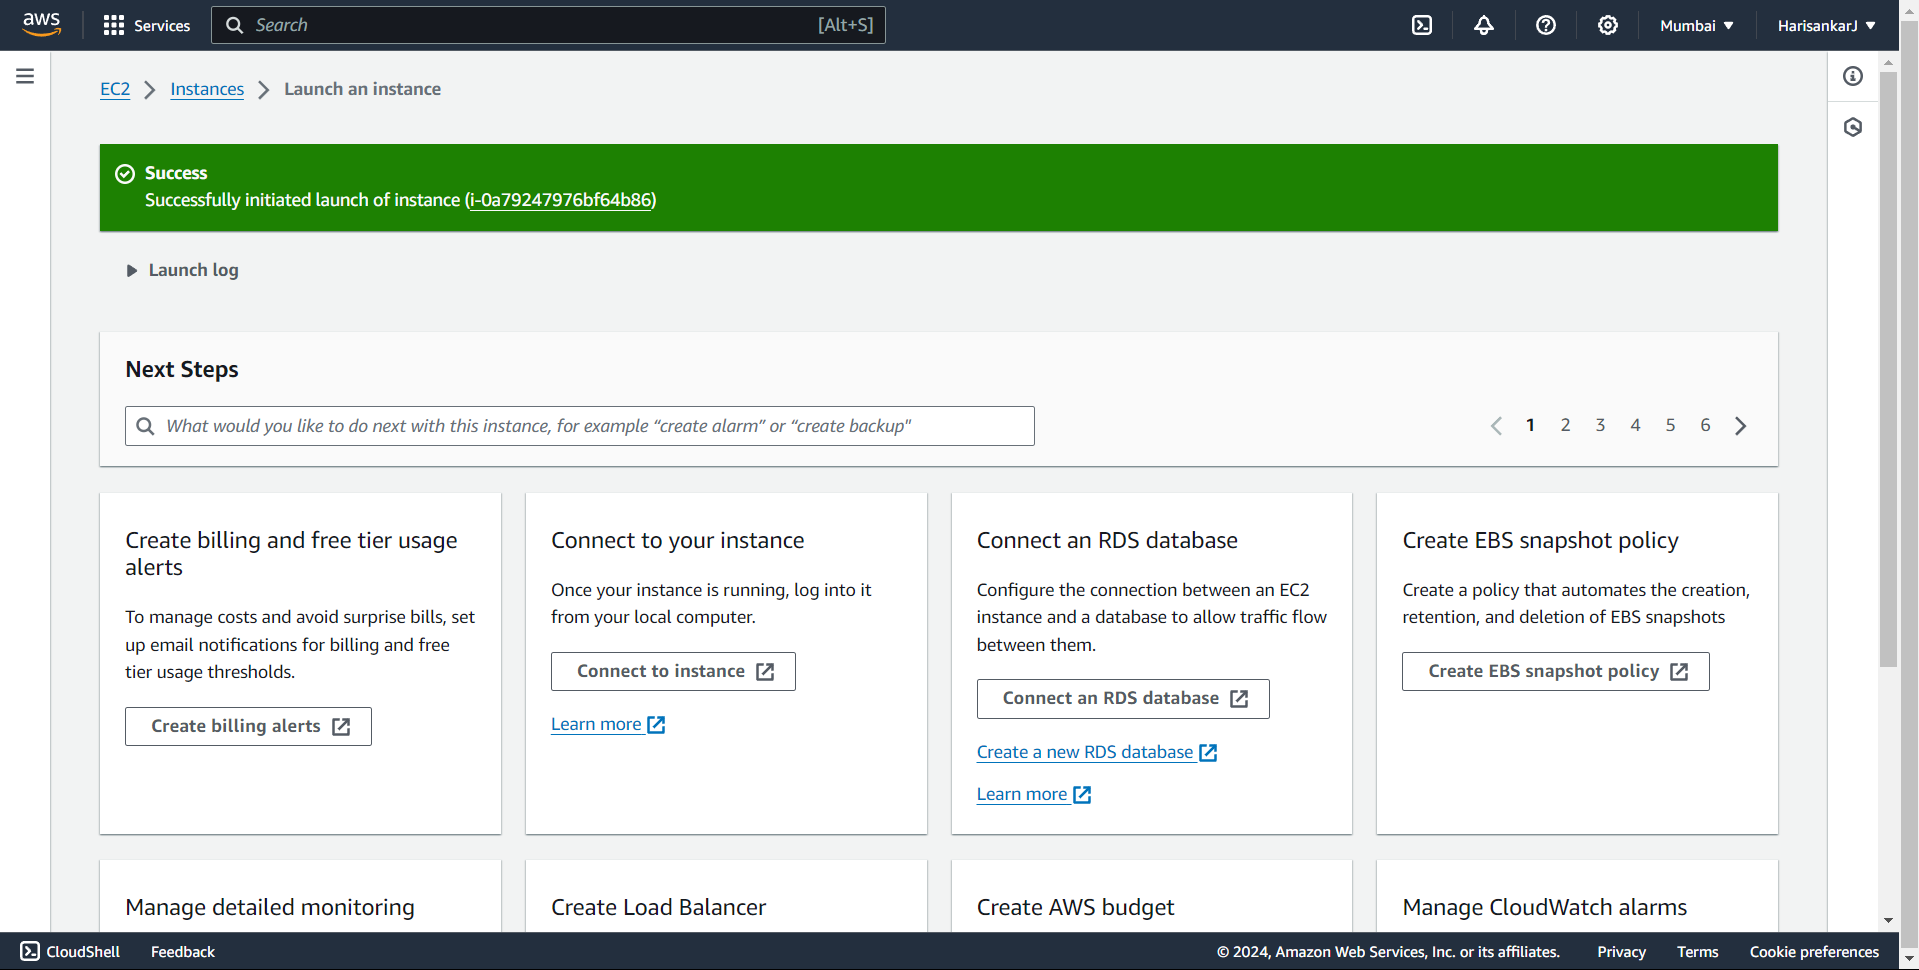 aws
Services
Search
[Alt+S]
Mumbai
HarisankarJ
EC2
Instances
Launch an instance
Success
Successfully initiated launch of instance (i-0a79247976bf64b86)
Launch log
Next Steps
What would you like to do next with this instance, for example “create alarm” or “create backup"
1 2 3 4 5 6
Create billing and free tier usage
alerts
To manage costs and avoid surprise bills, set
up email notifications for billing and free
tier usage thresholds.
Create billing alerts
Connect to your instance
Once your instance is running, log into it
from your local computer.
Connect to instance
Learn more
Connect an RDS database
Configure the connection between an EC2
instance and a database to allow traffic flow
between them.
Connect an RDS database
Create a new RDS database
Learn more
Create EBS snapshot policy
Create a policy that automates the creation,
retention, and deletion of EBS snapshots
Create EBS snapshot policy
Manage detailed monitoring
Create Load Balancer
Create AWS budget
Manage CloudWatch alarms
CloudShell
Feedback
© 2024, Amazon Web Services, Inc. or its affiliates.
Privacy
Terms
Cookie preferences